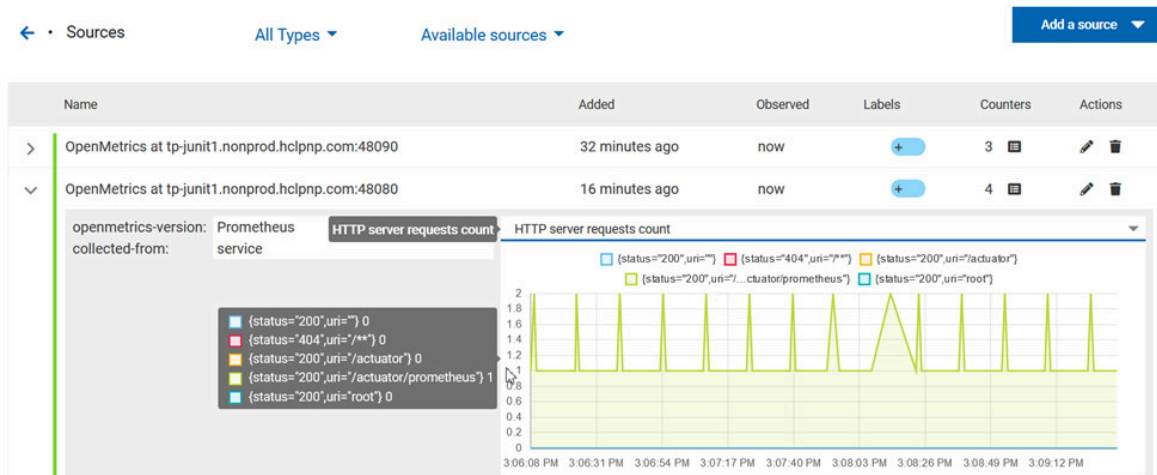 Sources All Types Available sources Add a source
Name Added Observed Labels Counters Actions
OpenMetrics at tp-junit1.nonprod.hclpnp.com:48090 32 minutes ago now + 3
OpenMetrics at tp-junit1.nonprod.hclpnp.com:48080 16 minutes ago now + 4
openmetrics-version: Prometheus HTTP server requests count HTTP server requests count
collected-from: service
{status="200",uri=""} {status="404",uri="/**"} {status="200",uri="/actuator"}
{status="200",uri="/...ctuator/prometheus"} {status="200",uri="root"}
{status="200",uri=""} 0
{status="404",uri="/**"} 0
{status="200",uri="/actuator"} 0
{status="200",uri="/actuator/prometheus"} 1
{status="200",uri="root"} 0
2
1.8
1.6
1.4
1.2
1
0.8
0.6
0.4
0.2
0
3:06:08 PM 3:06:31 PM 3:06:54 PM 3:07:17 PM 3:07:40 PM 3:08:03 PM 3:08:26 PM 3:08:49 PM 3:09:12 PM